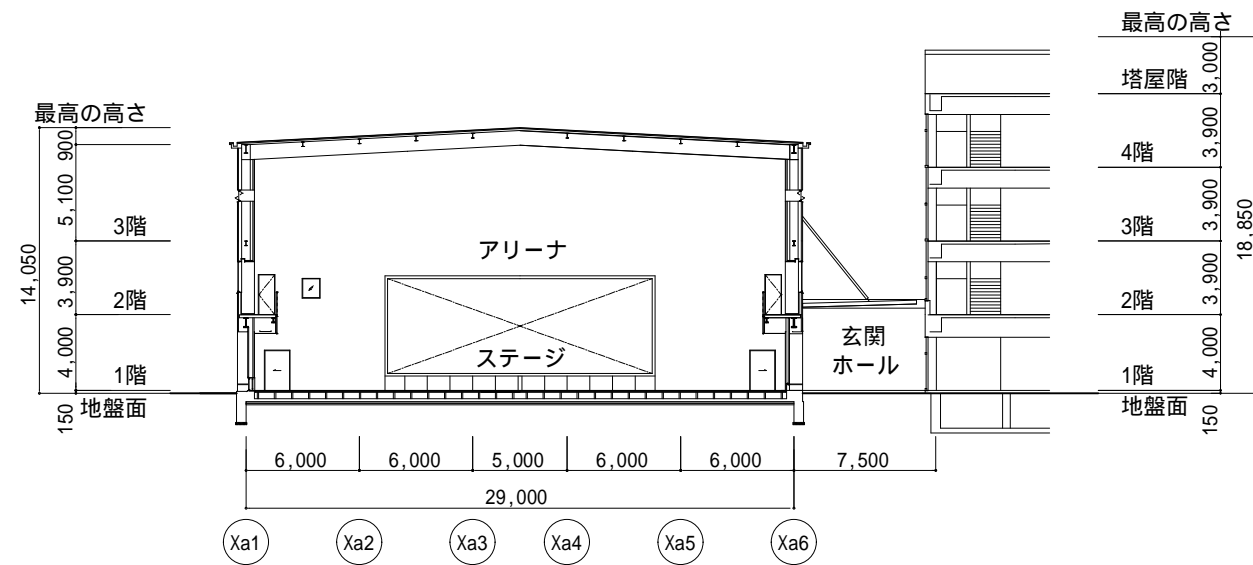 最高の高さ
900
5,100
3階
14,050
3,900
2階
4,000
1階
地盤面
150
アリーナ
ステージ
玄関
ホール
最高の高さ
3,000
塔屋階
3,900
4階
3,900
3階
18,850
3,900
2階
4,000
1階
地盤面
150
6,000
6,000
5,000
6,000
6,000
7,500
29,000
Xa1
Xa2
Xa3
Xa4
Xa5
Xa6